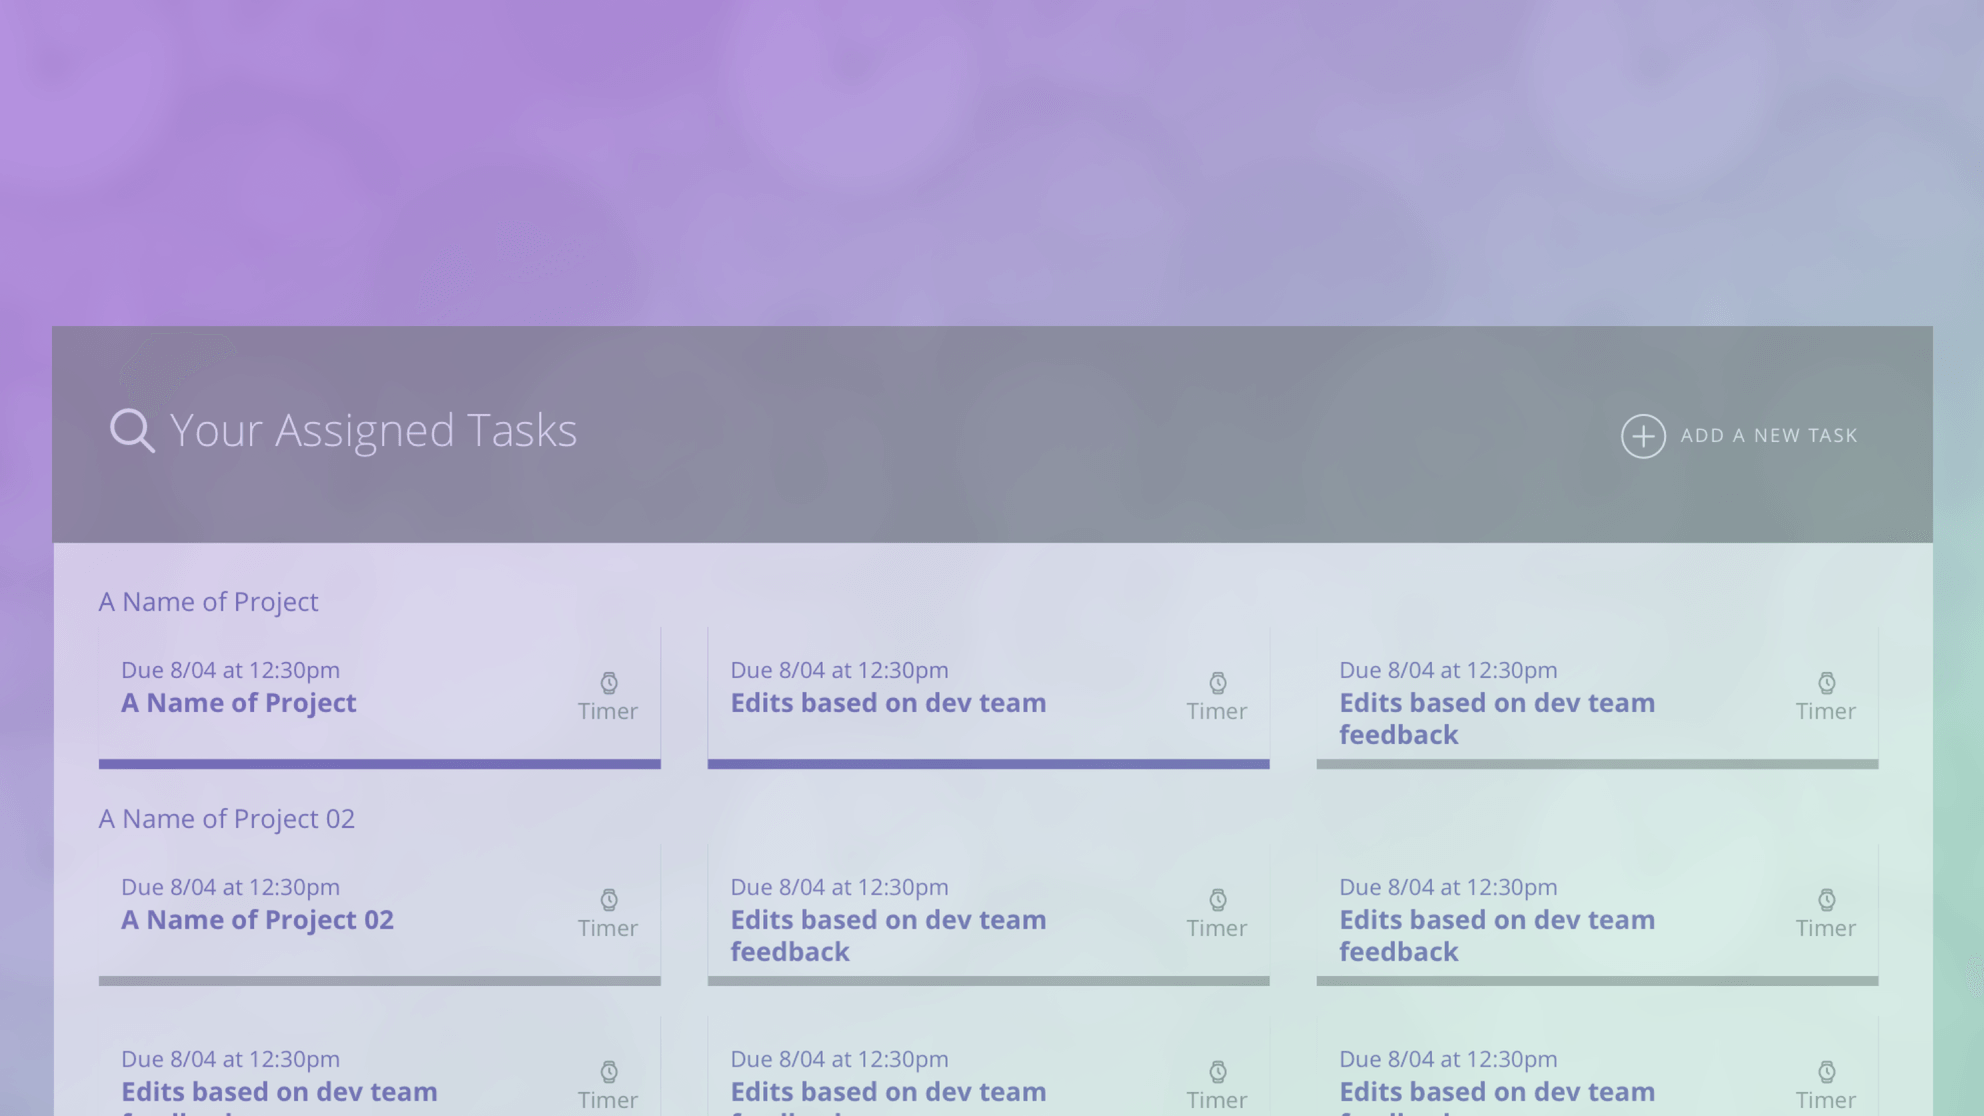 Your Assigned Tasks
ADD A NEW TASK
A Name of Project
Due 8/04 at 12:30pm
A Name of Project
Timer
Due 8/04 at 12:30pm
Edits based on dev team
Timer
Due 8/04 at 12:30pm
Edits based on dev team
feedback
Timer
A Name of Project 02
Due 8/04 at 12:30pm
A Name of Project 02
Timer
Due 8/04 at 12:30pm
Edits based on dev team
feedback
Timer
Due 8/04 at 12:30pm
Edits based on dev team
feedback
Timer
Due 8/04 at 12:30pm
Edits based on dev team
Timer
Due 8/04 at 12:30pm
Edits based on dev team
Timer
Due 8/04 at 12:30pm
Edits based on dev team
Timer